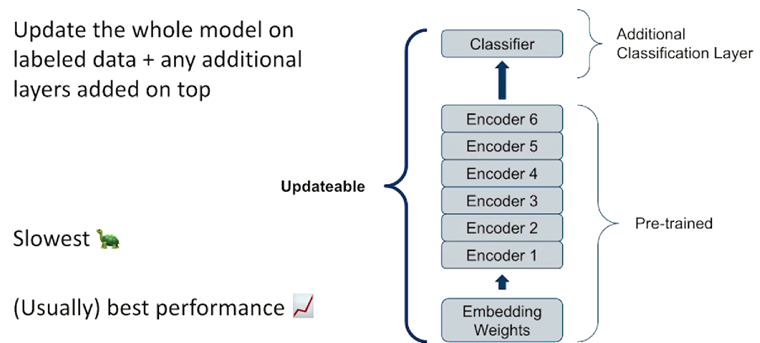 Update the whole model on
labeled data + any additional
layers added on top
Slowest 🐢
(Usually) best performance 📈
Updateable
Classifier
Encoder 6
Encoder 5
Encoder 4
Encoder 3
Encoder 2
Encoder 1
Embedding
Weights
Additional
Classification Layer
Pre-trained